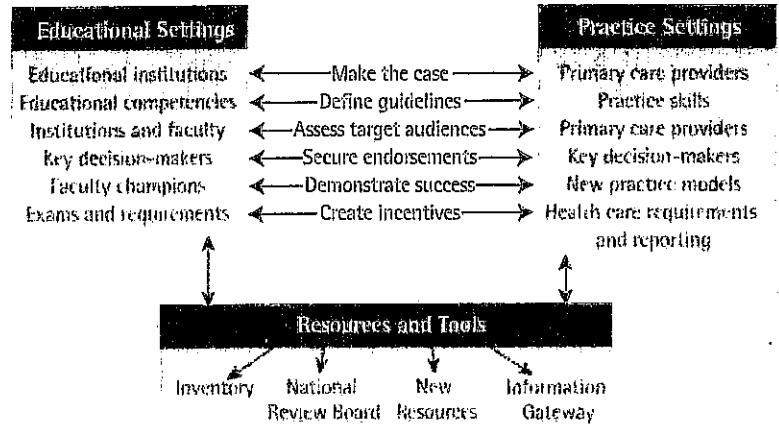 Educational Settings
Practice Settings
Educational institutions Make the case Primary care providers
Educational competencies Define guidelines Practice skills
Institutions and faculty Assess target audiences Primary care providers
Key decision-makers Secure endorsements Key decision-makers
Faculty champions Demonstrate success New practice models
Exams and requirements Create incentives Health care requirements
and reporting
Resources and Tools
Inventory National New Information
Review Board Resources Gateway